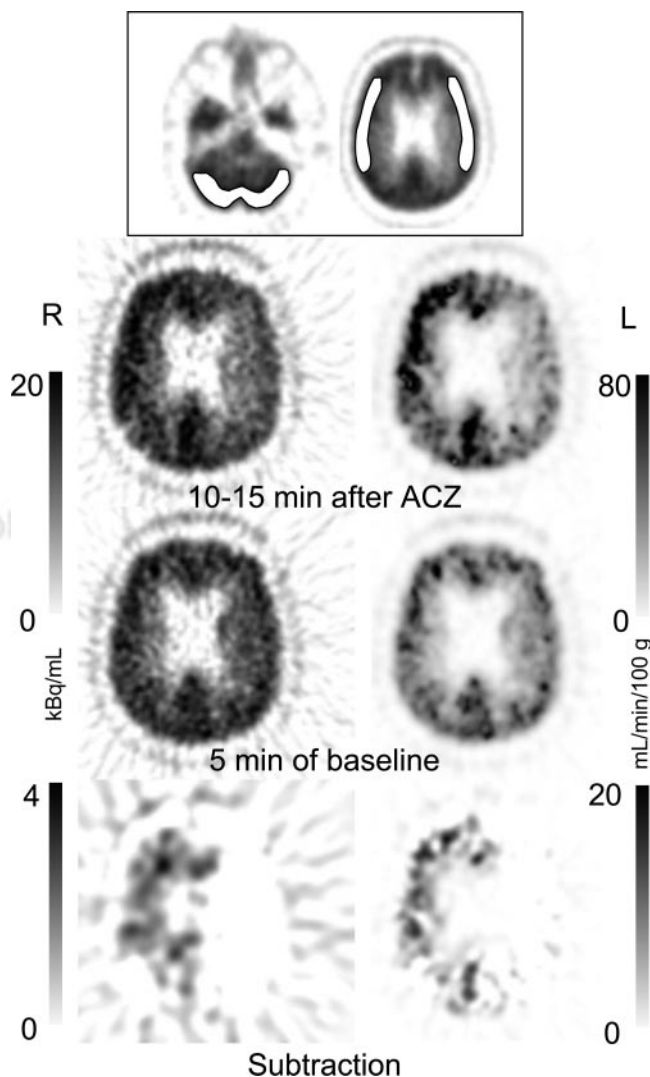 R
L
20
80
10-15 min after ACZ
0
0
kBq/mL
mL/min/100 g
5 min of baseline
4
20
0
0
Subtraction